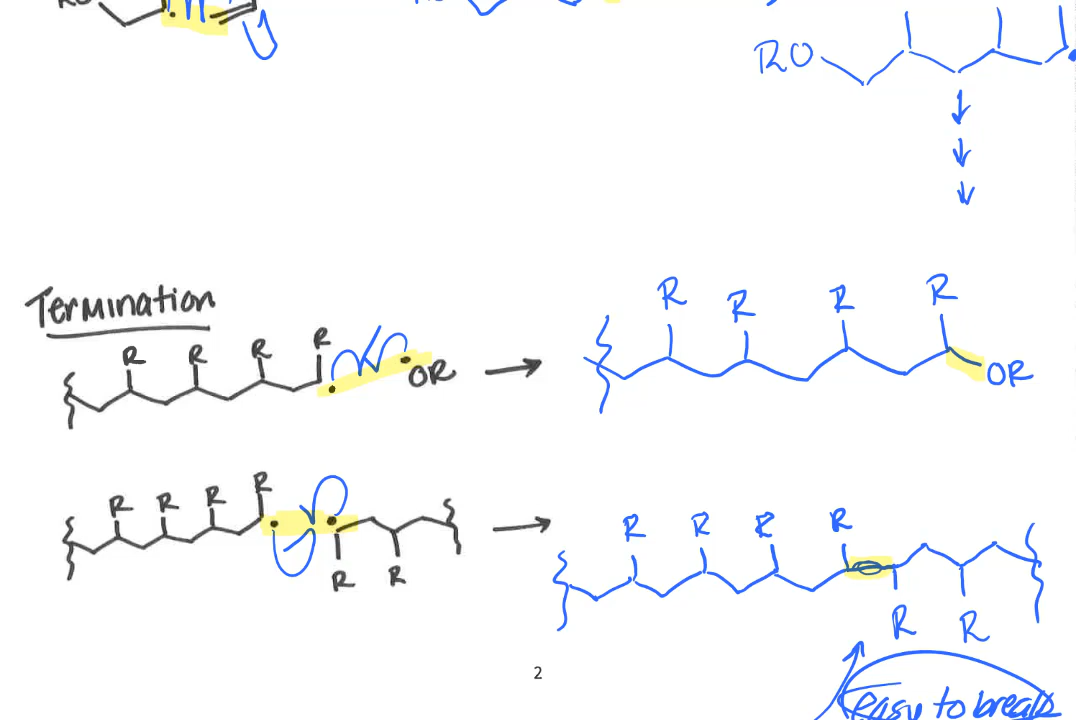 RO
Termination
R R R R
OR
R R R R
OR
R R R R
R R
R R R R
R R
2
Easy to break